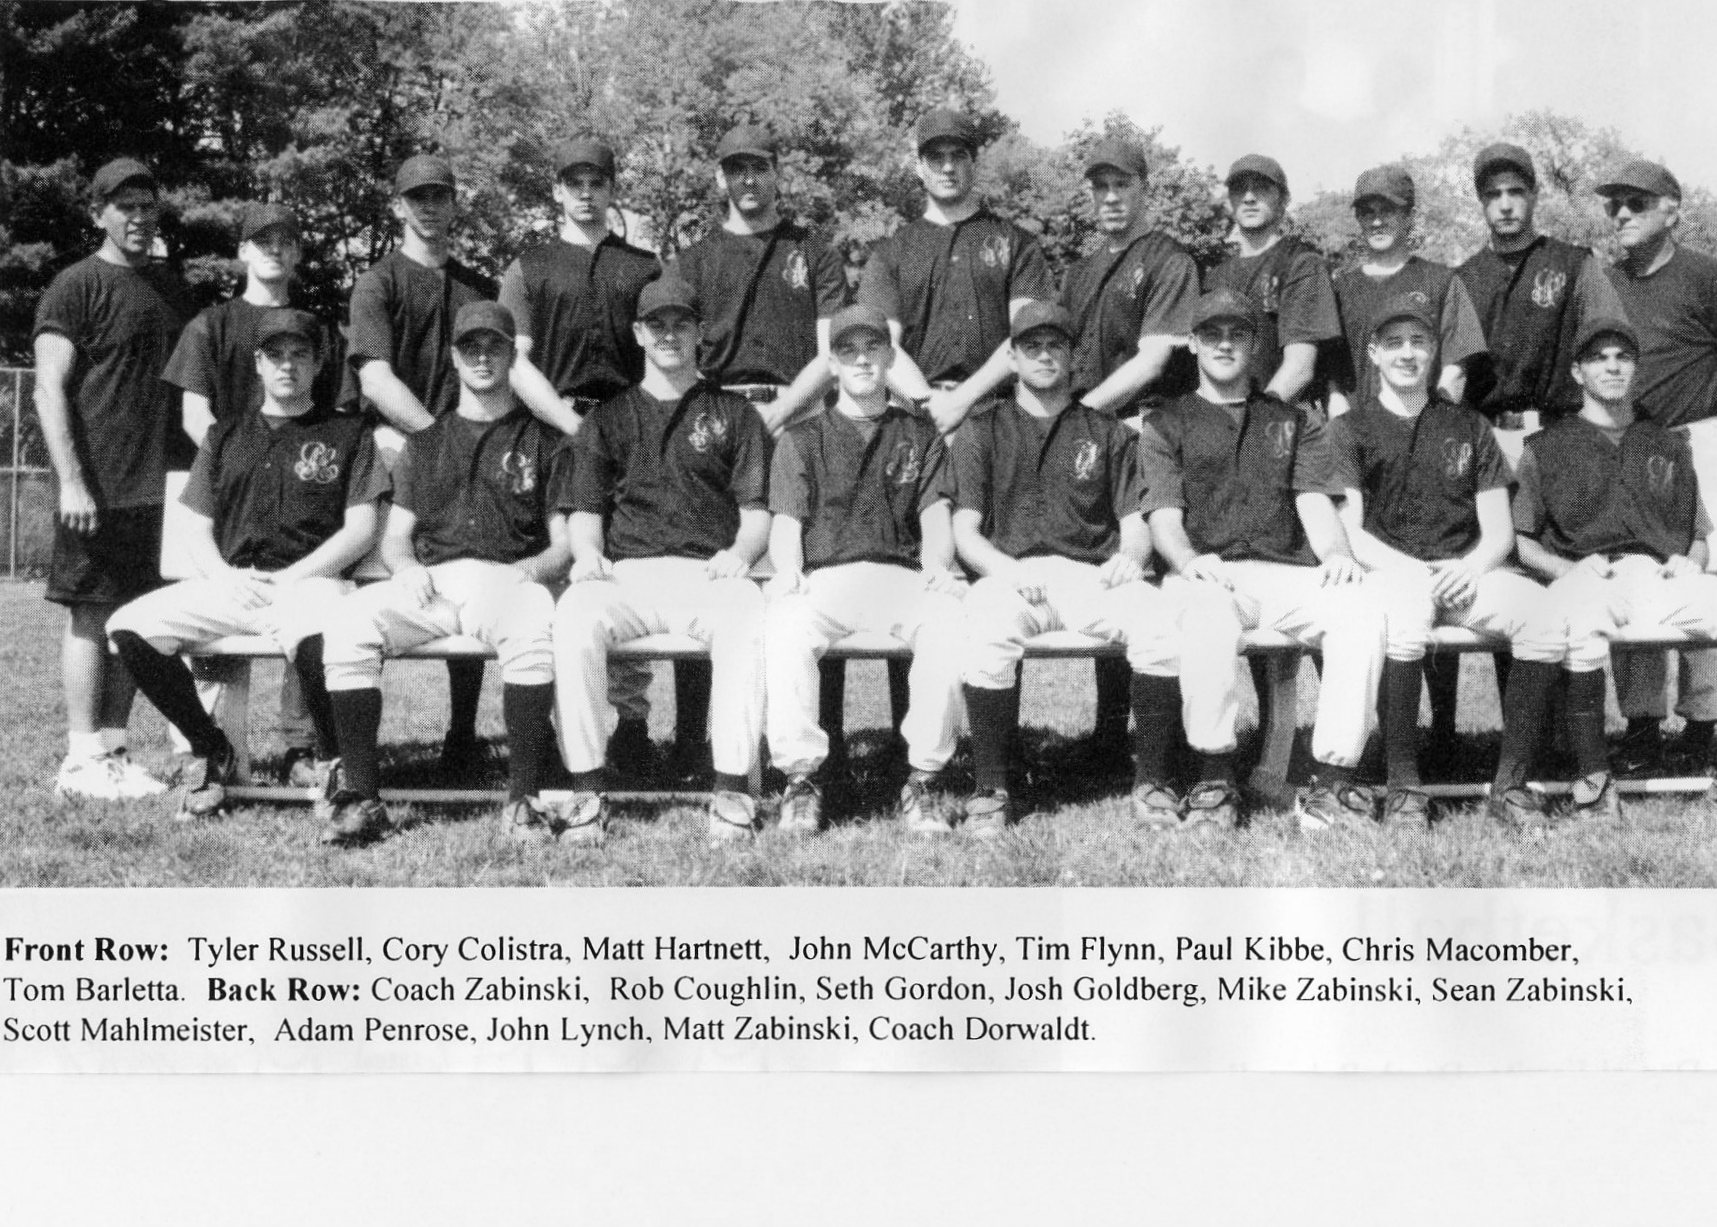 Front Row: Tyler Russell, Cory Colistra, Matt Hartnett, John McCarthy, Tim Flynn, Paul Kibbe, Chris Macomber,
Tom Barletta. Back Row: Coach Zabinski, Rob Coughlin, Seth Gordon, Josh Goldberg, Mike Zabinski, Sean Zabinski,
Scott Mahlmeister, Adam Penrose, John Lynch, Matt Zabinski, Coach Dorwaldt.